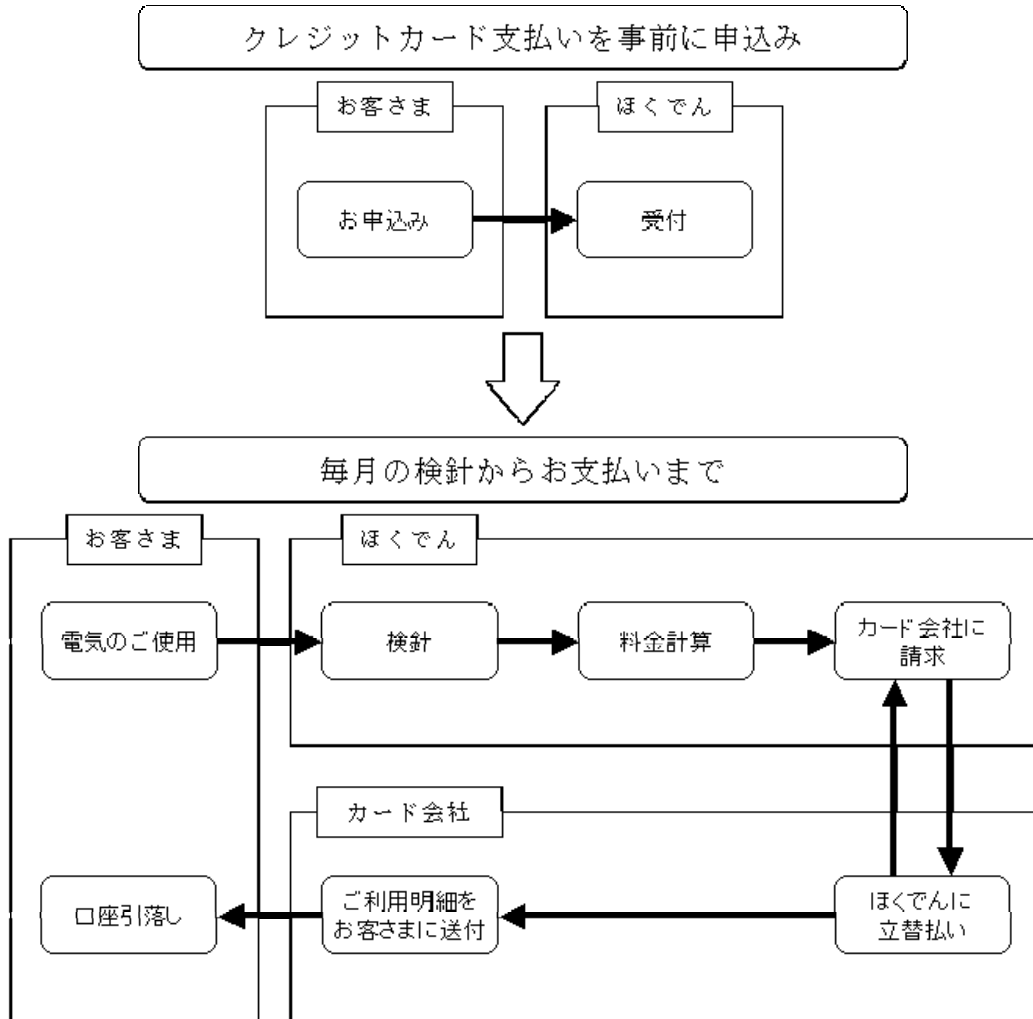 クレジットカード支払いを事前に申込み
お客さま
ほくでん
お申込み
受付
毎月の検針からお支払いまで
お客さま
ほくでん
電気のご使用
検針
料金計算
カード会社に
請求
カード会社
口座引落し
ご利用明細を
お客さまに送付
ほくでんに
立替払い